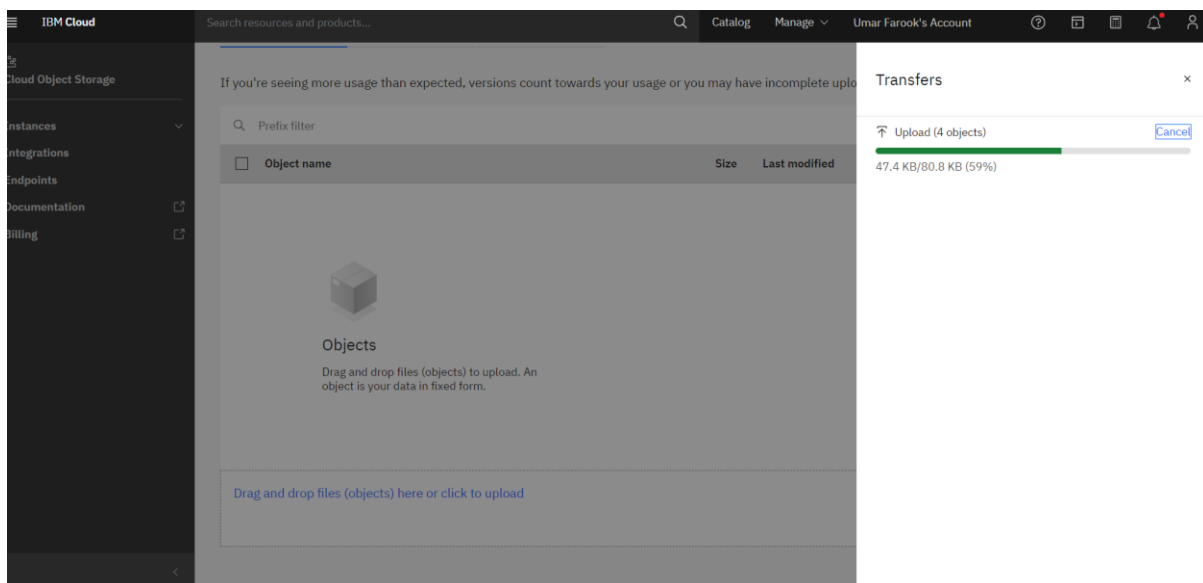 IBM Cloud
Search resources and products...
Catalog
Manage
Umar Farook's Account
Cloud Object Storage
nstances
ntegrations
Endpoints
Documentation
Billing
If you're seeing more usage than expected, versions count towards your usage or you may have incomplete uplo
Prefix filter
Object name
Size
Last modified
Objects
Drag and drop files (objects) to upload. An
object is your data in fixed form.
Drag and drop files (objects) here or click to upload
Transfers
Upload (4 objects)
Cancel
47.4 KB/80.8 KB (59%)